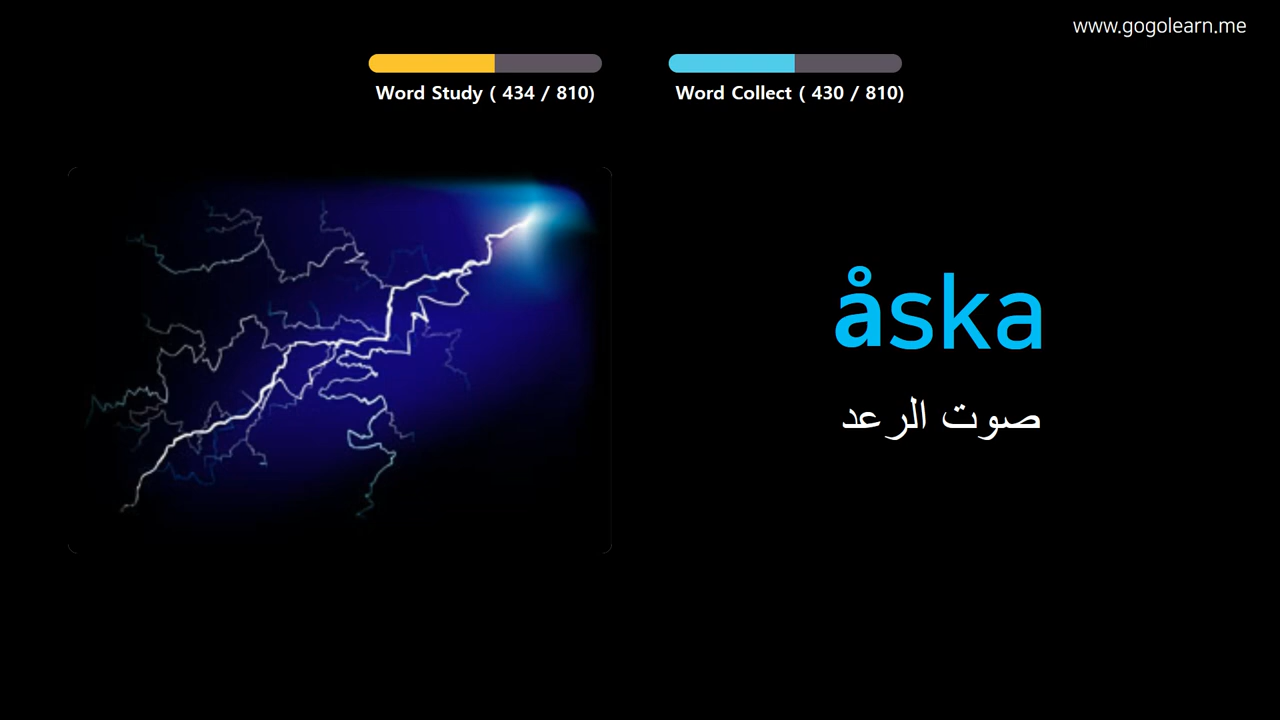 www.gogolearn.me
Word Study ( 434 / 810)
Word Collect ( 430 / 810)
åska
صوت الرعد